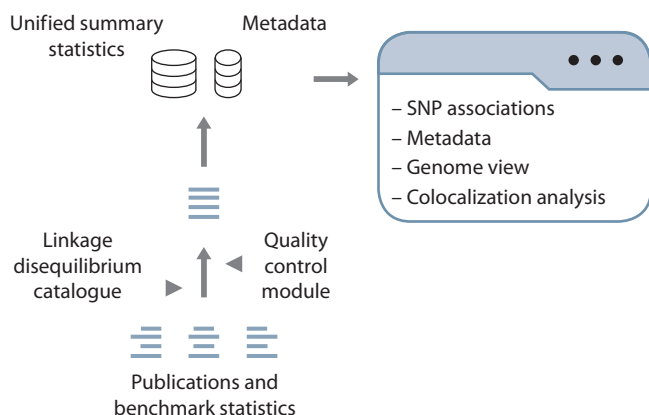 Unified summary
statistics
Metadata
– SNP associations
– Metadata
– Genome view
– Colocalization analysis
Linkage
disequilibrium
catalogue
Quality
control
module
Publications and
benchmark statistics